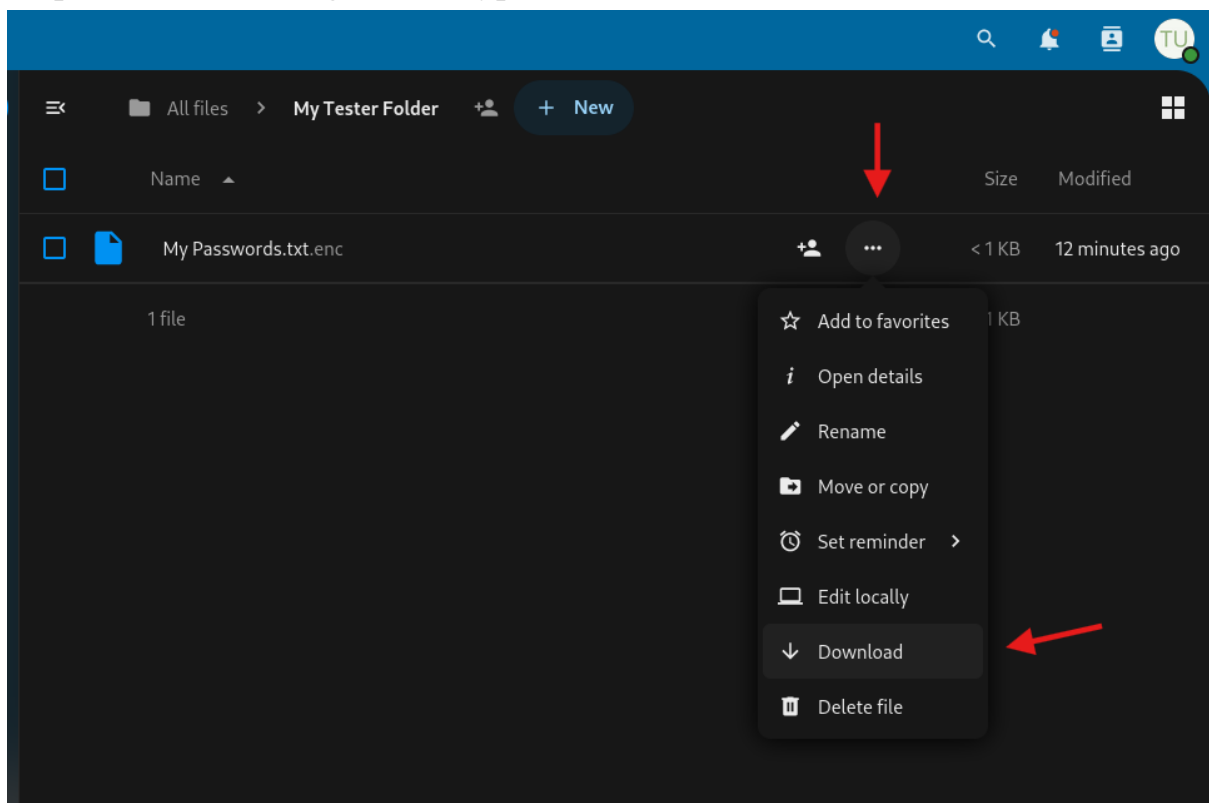 TU
All files > My Tester Folder + New
Name Size Modified
My Passwords.txt.enc ... < 1 KB 12 minutes ago
1 file 1 KB
Add to favorites
i Open details
Rename
Move or copy
Set reminder >
Edit locally
Download
Delete file